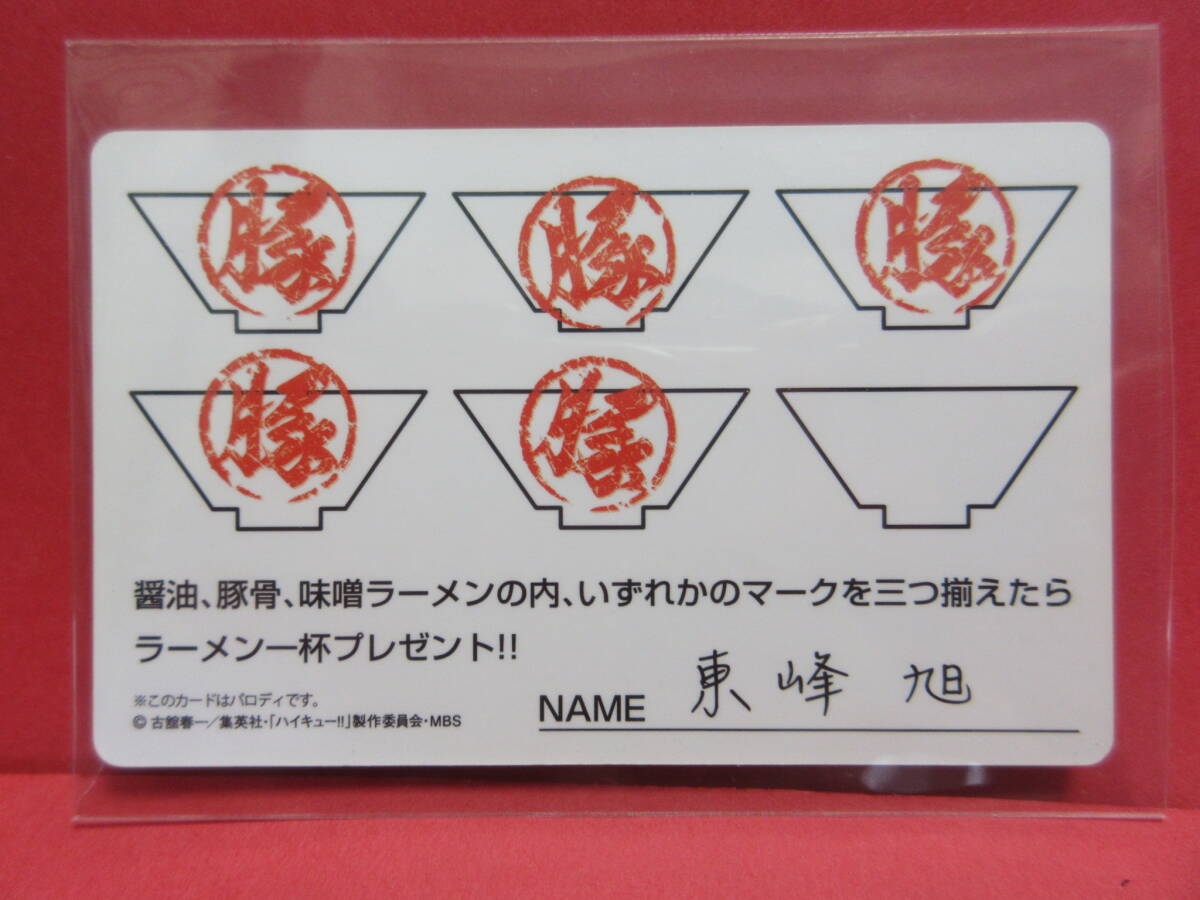 豚 豚 豚
豚 豚
醤油、豚骨、味噌ラーメンの内、いずれかのマークを三つ揃えたら
ラーメン一杯プレゼント!!
※このカードはパロディです。
© 古舘春一／集英社・「ハイキュー!!」製作委員会・MBS
NAME 東峰 旭